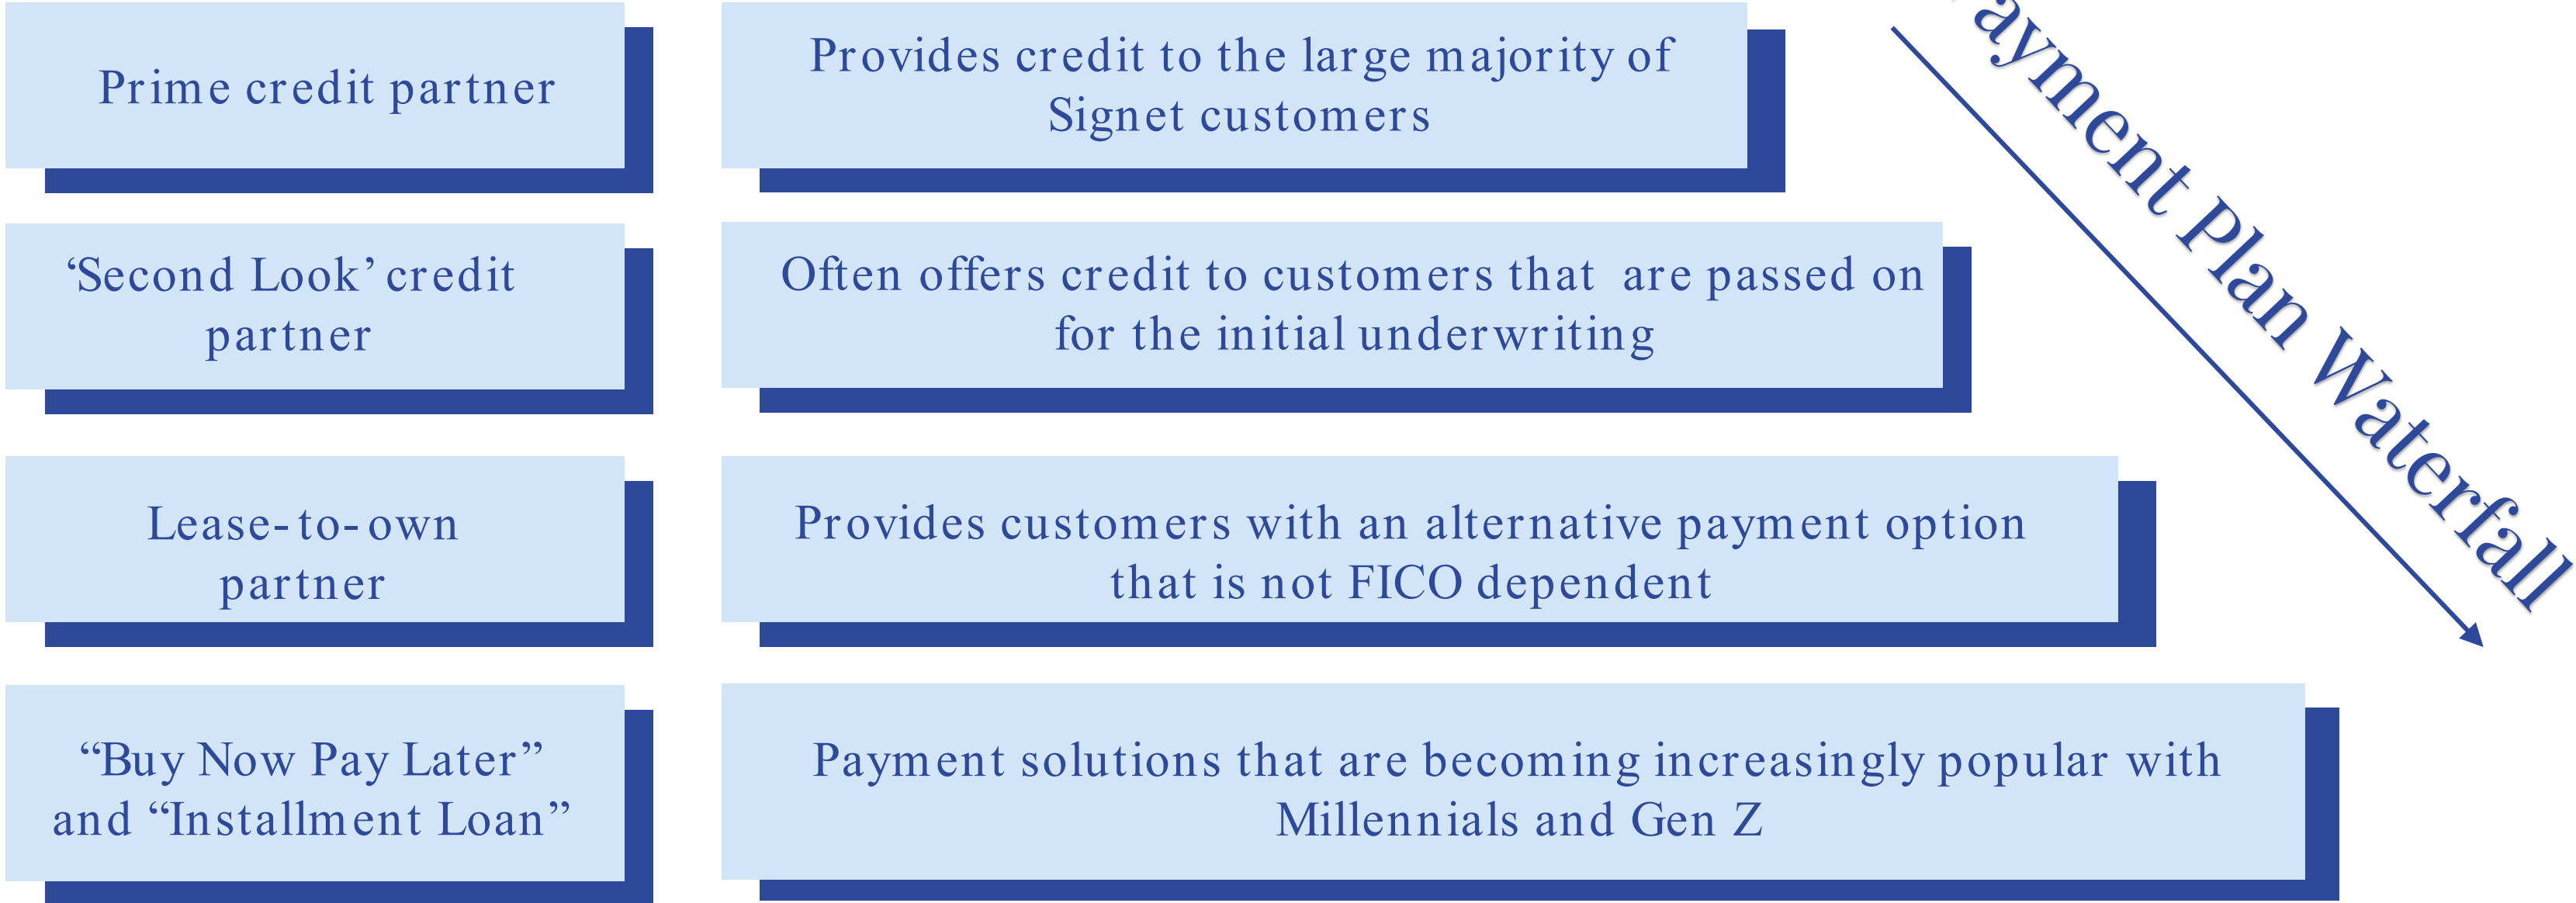 Prime credit partner
Provides credit to the large majority of
Signet customers
‘Second Look’ credit
partner
Often offers credit to customers that are passed on
for the initial underwriting
Lease-to-own
partner
Provides customers with an alternative payment option
that is not FICO dependent
“Buy Now Pay Later”
and “Installment Loan”
Payment solutions that are becoming increasingly popular with
Millennials and Gen Z
Payment Plan Waterfall